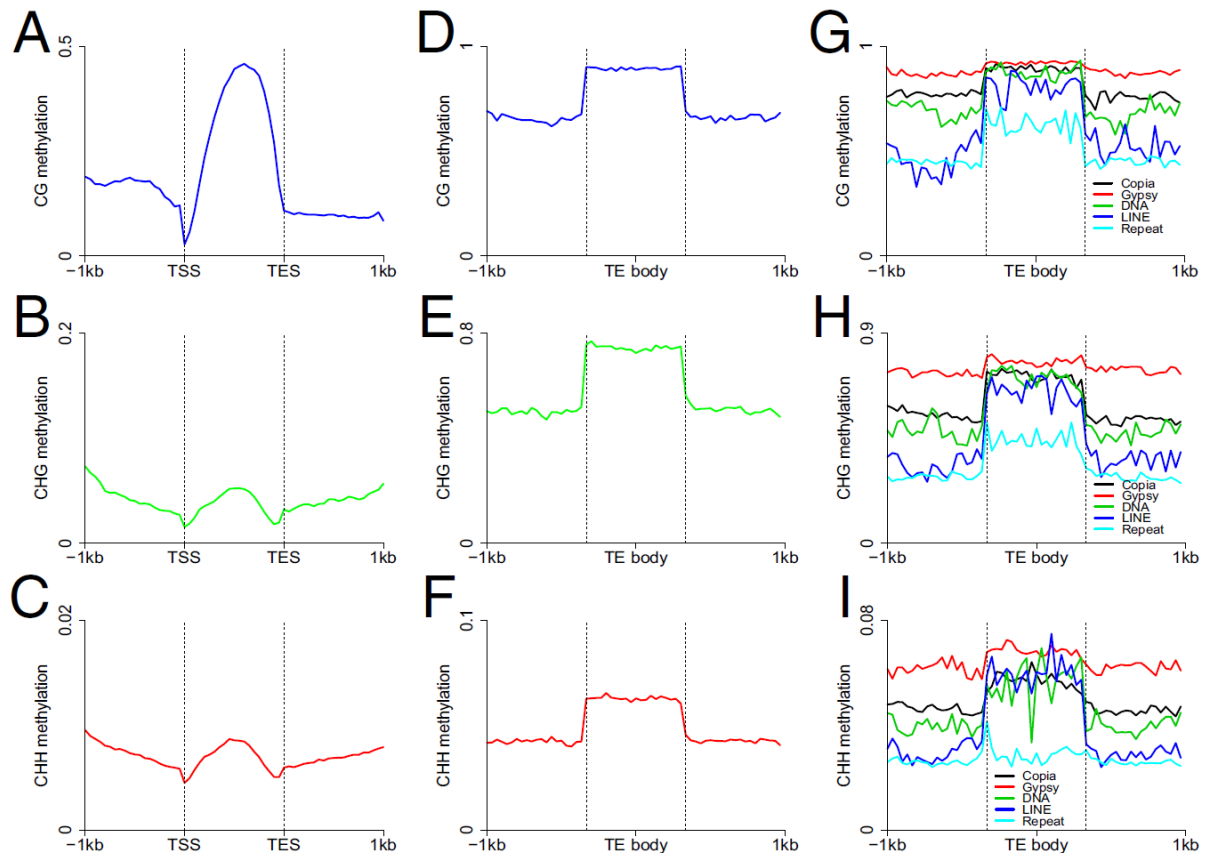 A
0.5
CG methylation
0
−1kb
TSS
TES
1kb
D
1
CG methylation
0
−1kb
TE body
1kb
G
1
CG methylation
0
Copia
Gypsy
DNA
LINE
Repeat
−1kb
TE body
1kb
B
0.2
CHG methylation
0
−1kb
TSS
TES
1kb
E
0.8
CHG methylation
0
−1kb
TE body
1kb
H
0.9
CHG methylation
0
Copia
Gypsy
DNA
LINE
Repeat
−1kb
TE body
1kb
C
0.02
CHH methylation
0
−1kb
TSS
TES
1kb
F
0.1
CHH methylation
0
−1kb
TE body
1kb
I
0.08
CHH methylation
0
Copia
Gypsy
DNA
LINE
Repeat
−1kb
TE body
1kb